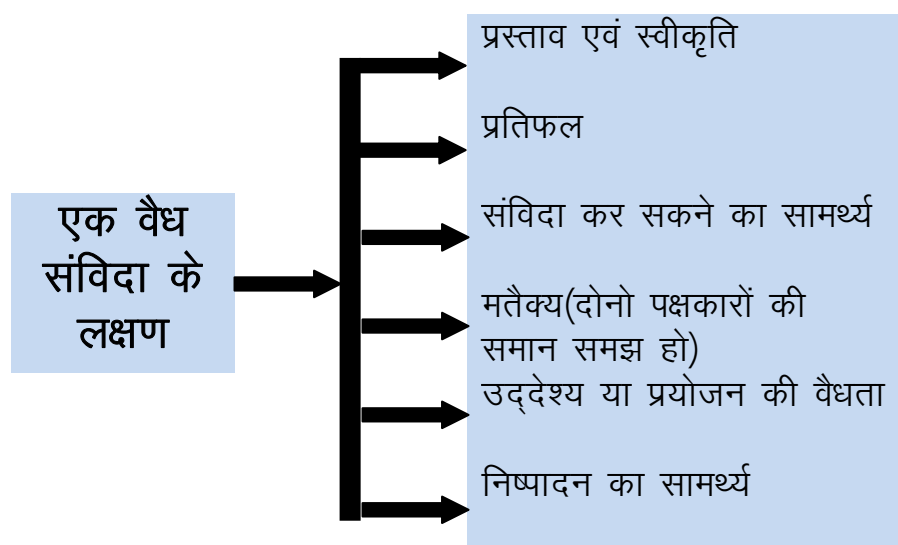 एक वैध
संविदा के
लक्षण
प्रस्ताव एवं स्वीकृति
प्रतिफल
संविदा कर सकने का सामर्थ्य
मतैक्य(दोनो पक्षकारों की
समान समझ हो)
उद्‌देश्य या प्रयोजन की वैधता
निष्पादन का सामर्थ्य